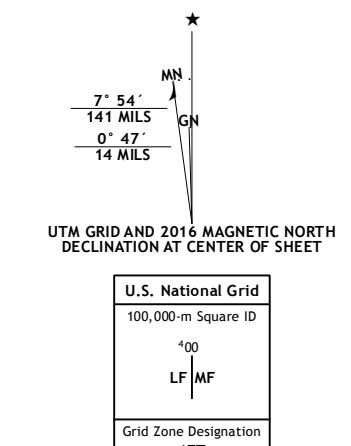 ★
MN
7° 54´
141 MILS
GN
0° 47´
14 MILS
UTM GRID AND 2016 MAGNETIC NORTH
DECLINATION AT CENTER OF SHEET
U.S. National Grid
100,000-m Square ID
⁴00
LF MF
Grid Zone Designation